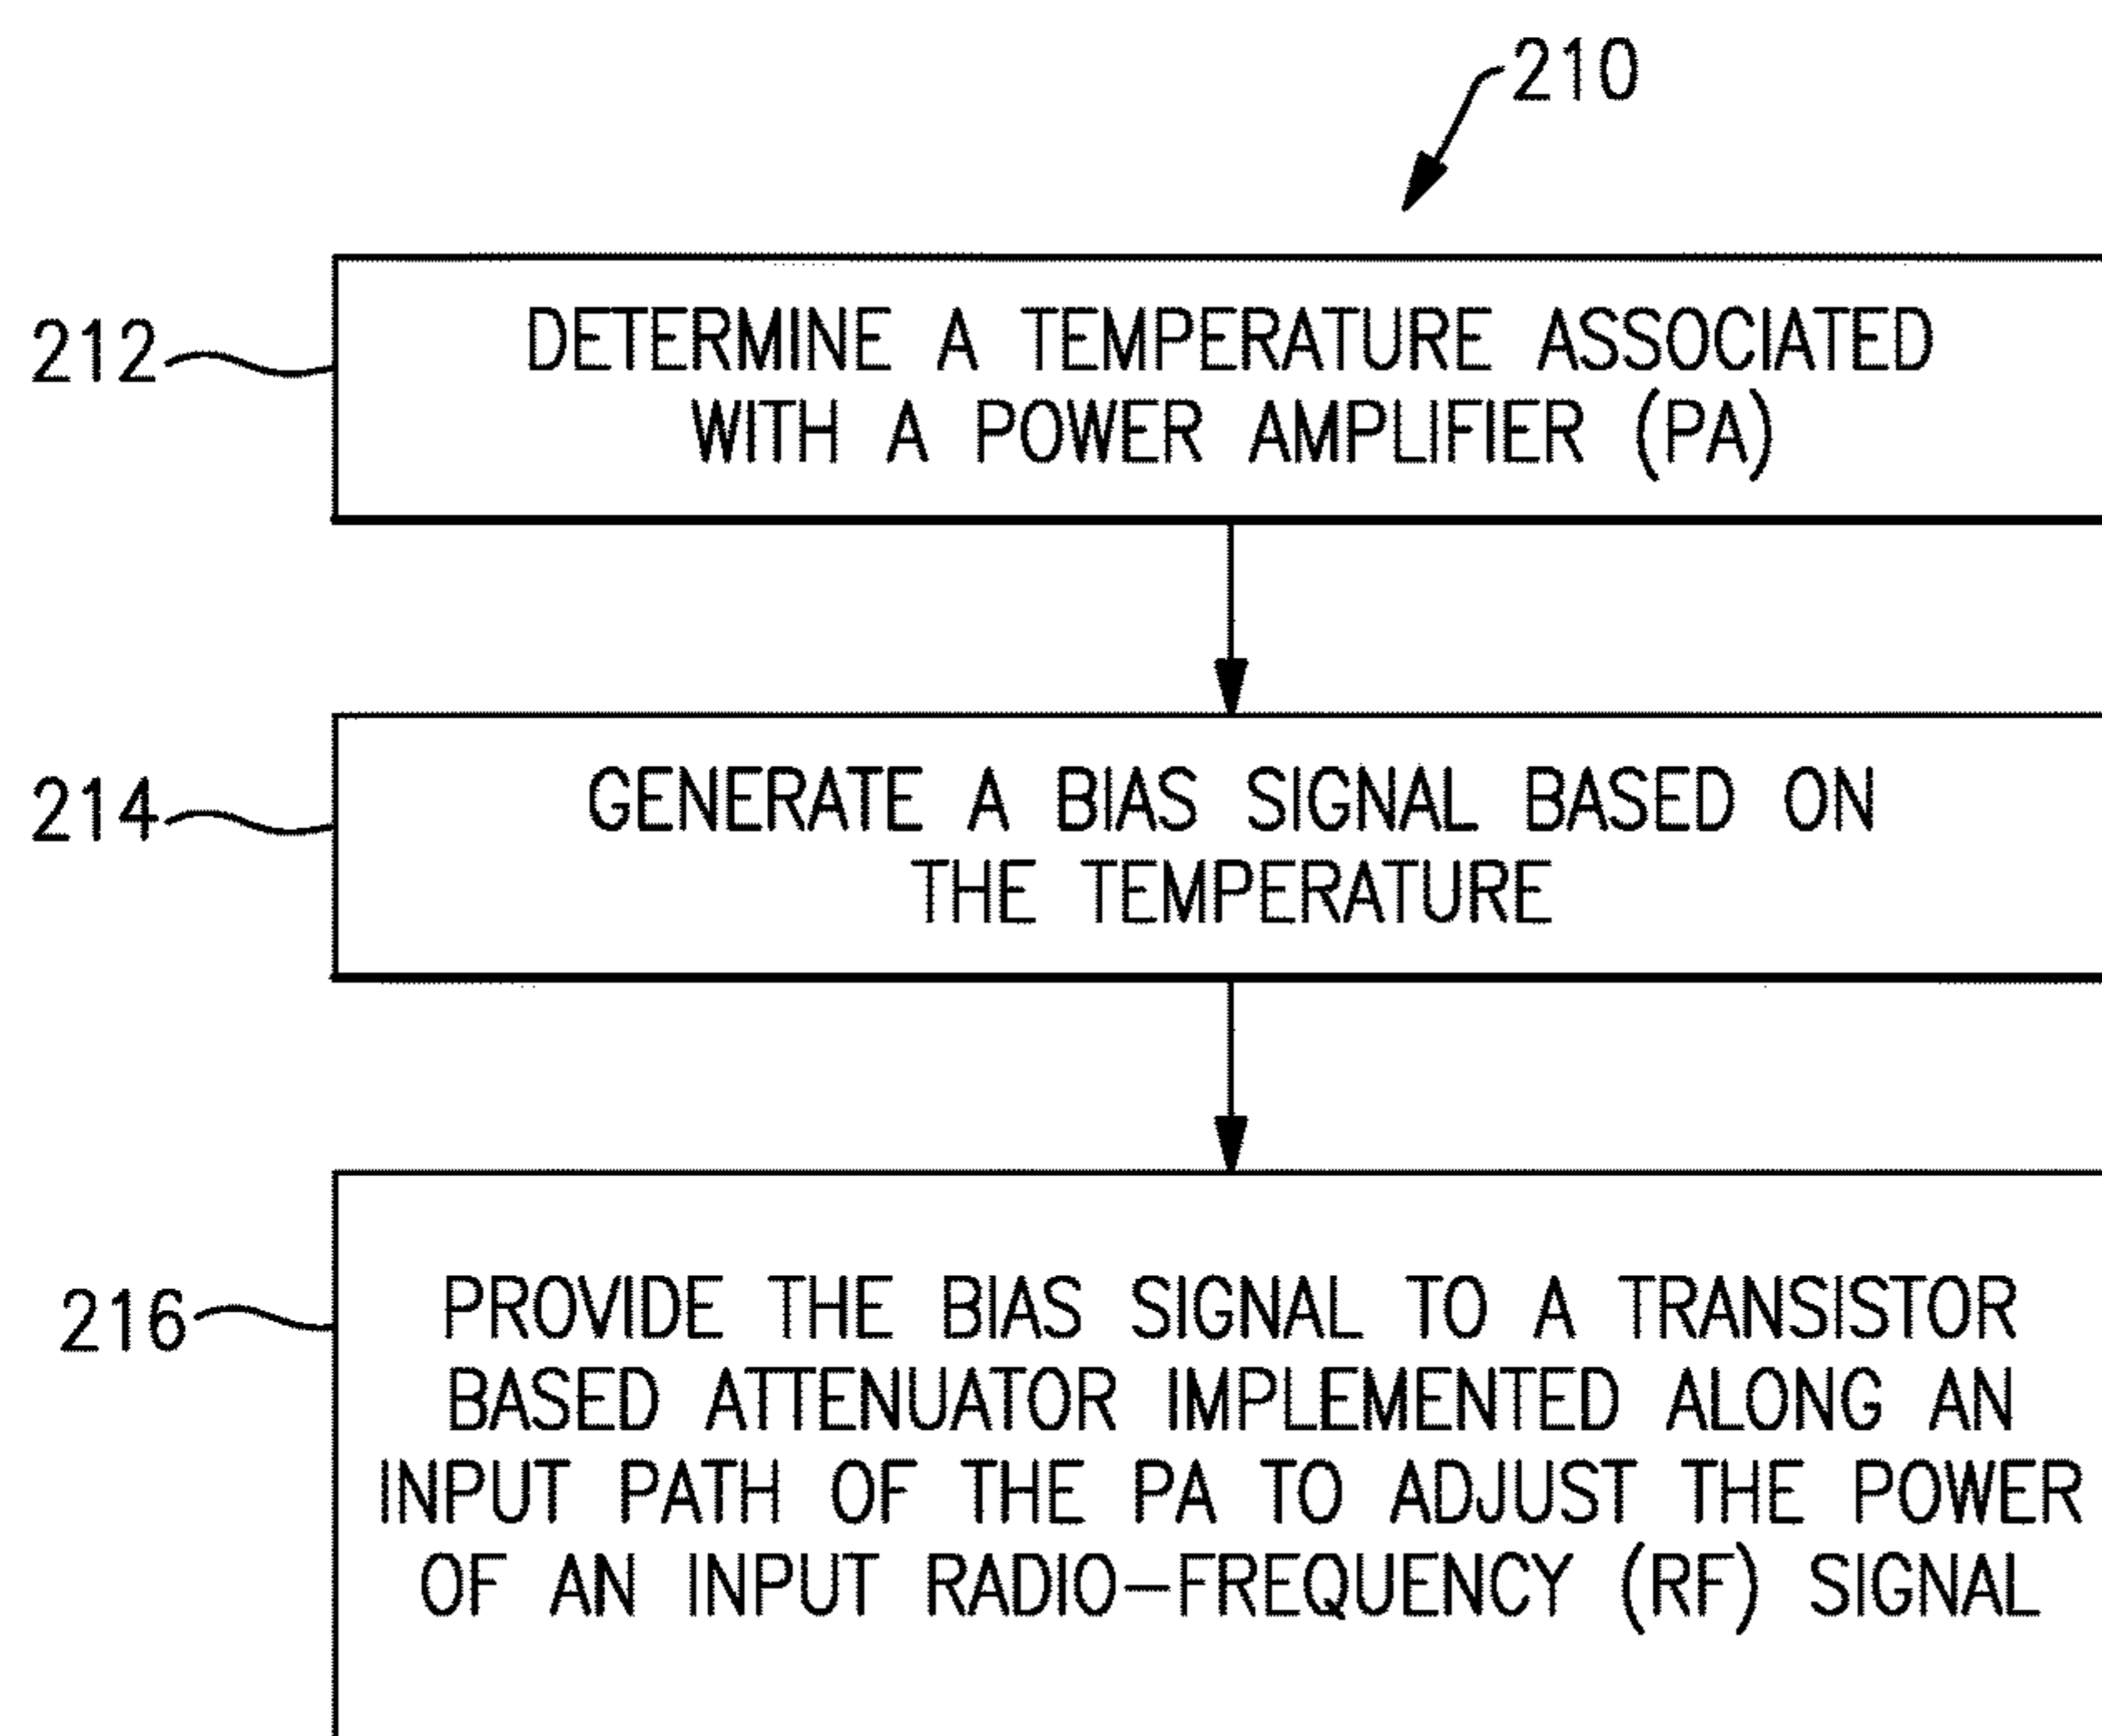 210
212
DETERMINE A TEMPERATURE ASSOCIATED
WITH A POWER AMPLIFIER (PA)
214
GENERATE A BIAS SIGNAL BASED ON
THE TEMPERATURE
216
PROVIDE THE BIAS SIGNAL TO A TRANSISTOR
BASED ATTENUATOR IMPLEMENTED ALONG AN
INPUT PATH OF THE PA TO ADJUST THE POWER
OF AN INPUT RADIO-FREQUENCY (RF) SIGNAL